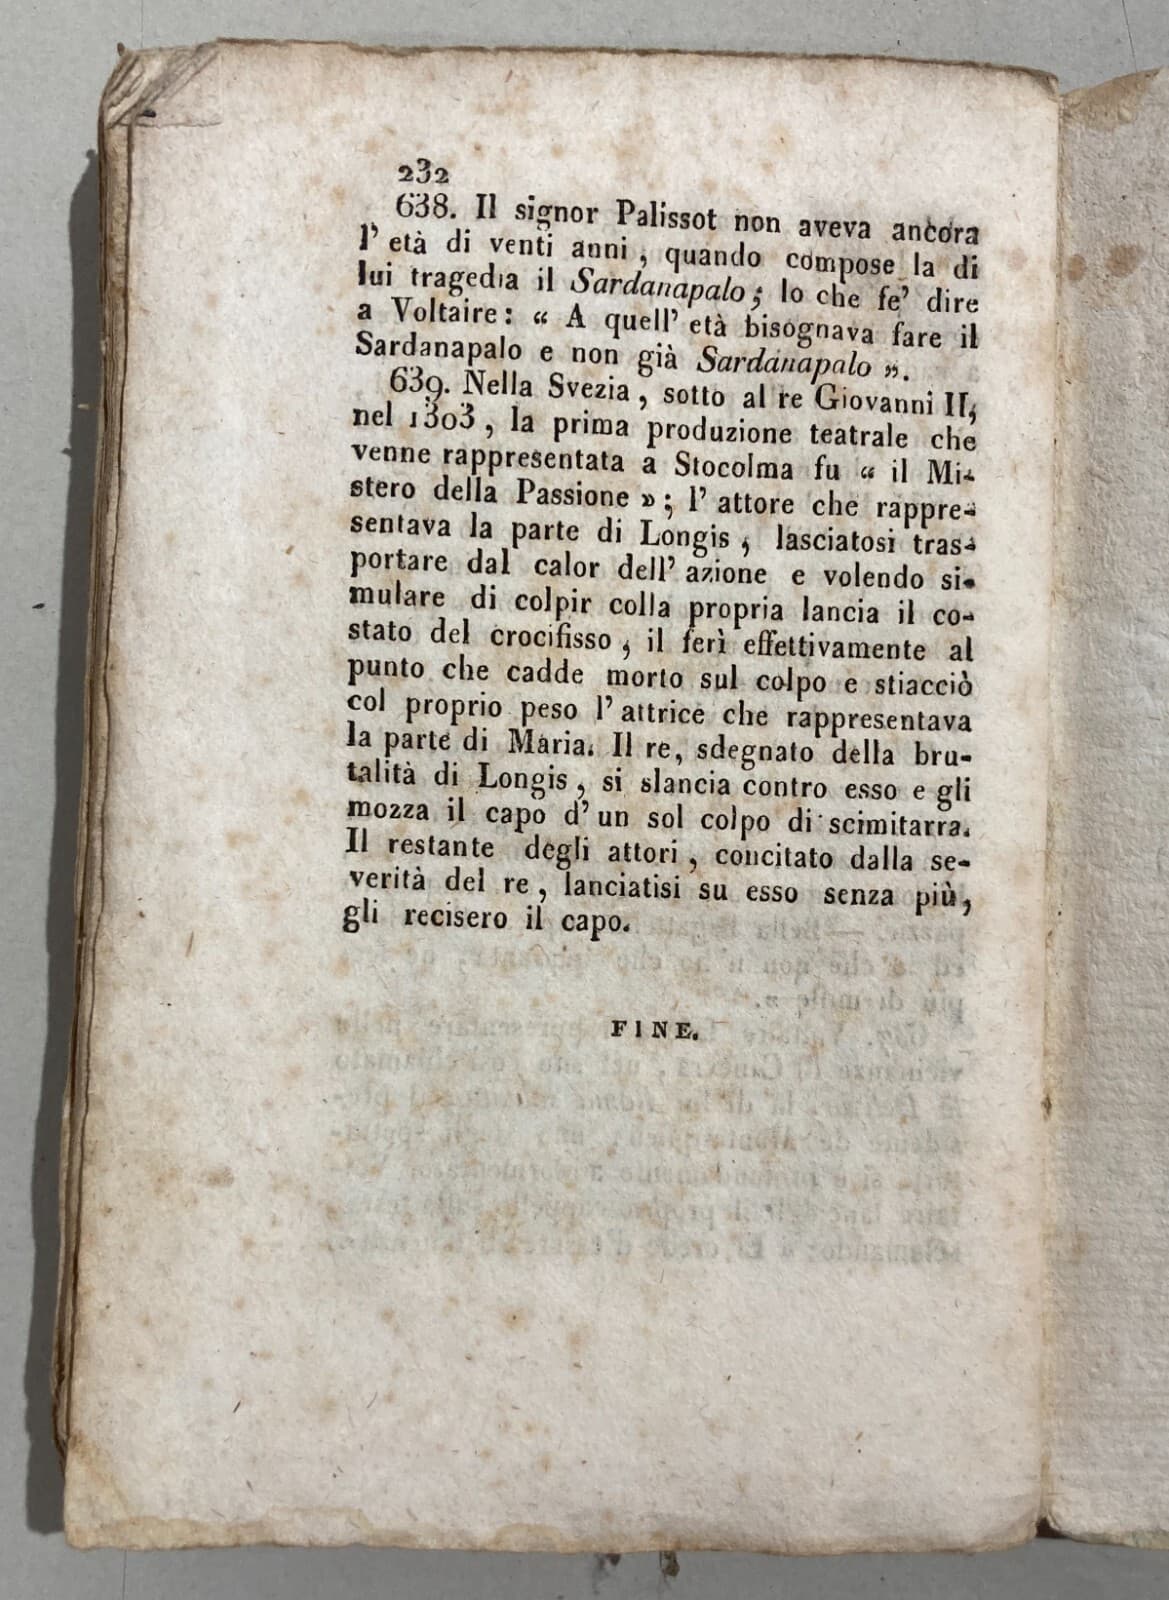 232
638. Il signor Palissot non aveva ancora
l' età di venti anni, quando compose la di
lui tragedia il Sardanapalo; lo che fe' dire
a Voltaire: “ A quell' età bisognava fare il
Sardanapalo e non già Sardanapalo ”.
639. Nella Svezia, sotto al re Giovanni II,
nel 1303, la prima produzione teatrale che
venne rappresentata a Stocolma fu “ il Mi-
stero della Passione ”; l' attore che rappre-
sentava la parte di Longis, lasciatosi tras-
portare dal calor dell' azione e volendo si-
mulare di colpir colla propria lancia il co-
stato del crocifisso, il ferì effettivamente al
punto che cadde morto sul colpo e stiacciò
col proprio peso l' attrice che rappresentava
la parte di Maria. Il re, sdegnato della bru-
talità di Longis, si slancia contro esso e gli
mozza il capo d' un sol colpo di scimitarra.
Il restante degli attori, concitato dalla se-
verità del re, lanciatisi su esso senza più,
gli recisero il capo.
FINE.